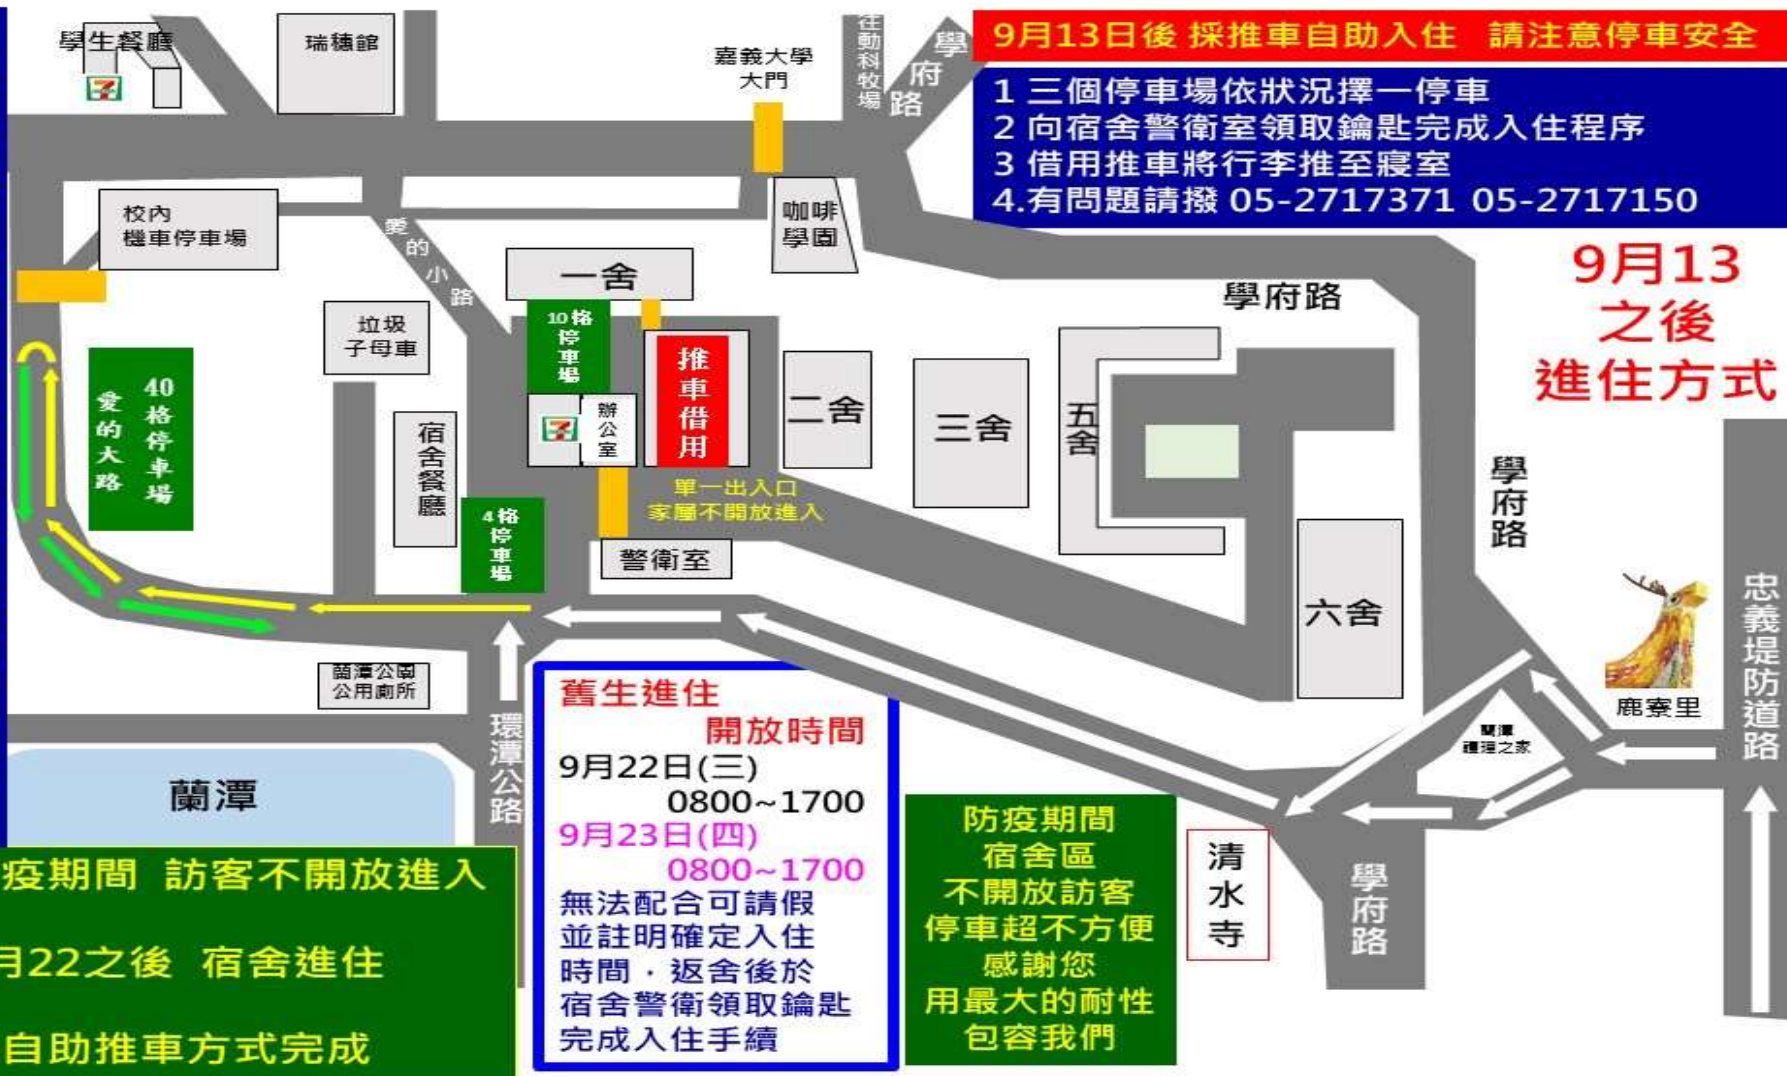 學生餐廳
7
瑞穗館
嘉義大學
大門
往動科牧場
學府路
9月13日後 採推車自助入住 請注意停車安全
1 三個停車場依狀況擇一停車
2 向宿舍警衛室領取鑰匙完成入住程序
3 借用推車將行李推至寢室
4.有問題請撥 05-2717371 05-2717150
9月13
之後
進住方式
校內
機車停車場
愛的小路
咖啡
學園
一舍
學府路
垃圾
子母車
10格停車場
推車借用
40格停車場
愛的大路
宿舍餐廳
7
辦公室
二舍
三舍
五舍
學府路
單一出入口
家屬不開放進入
4格停車場
警衛室
六舍
忠義堤防道路
鹿寮里
蘭潭公園
公用廁所
環潭公路
蘭潭
舊生進住
開放時間
9月22日(三)
0800~1700
9月23日(四)
0800~1700
無法配合可請假
並註明確定入住
時間．返舍後於
宿舍警衛領取鑰匙
完成入住手續
疫期間 訪客不開放進入
月22之後 宿舍進住
自助推車方式完成
防疫期間
宿舍區
不開放訪客
停車超不方便
感謝您
用最大的耐性
包容我們
清水寺
學府路
蘭潭